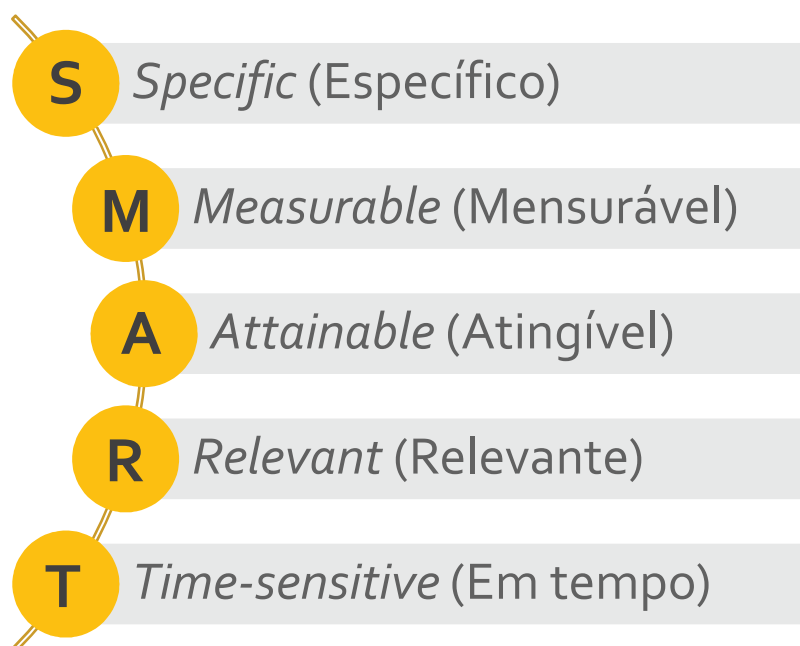 S Specific (Específico)
M Measurable (Mensurável)
A Attainable (Atingível)
R Relevant (Relevante)
T Time-sensitive (Em tempo)